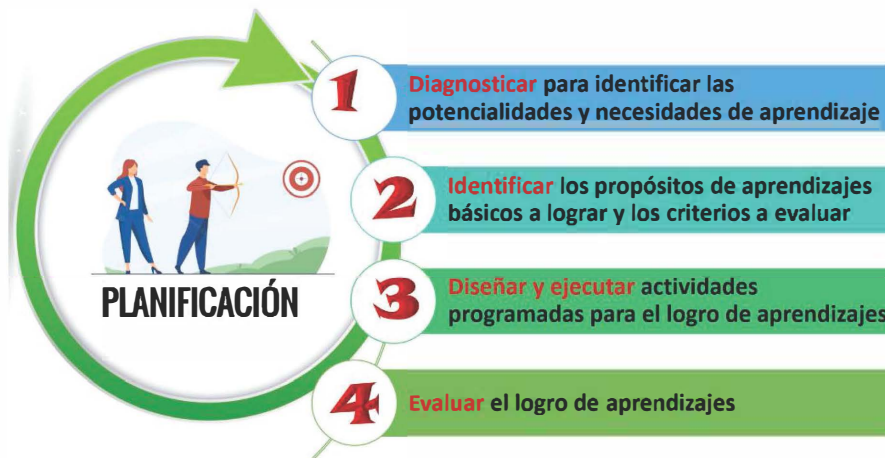 PLANIFICACIÓN
1
Diagnosticar para identificar las
potencialidades y necesidades de aprendizaje
2
Identificar los propósitos de aprendizajes
básicos a lograr y los criterios a evaluar
3
Diseñar y ejecutar actividades
programadas para el logro de aprendizajes
4
Evaluar el logro de aprendizajes